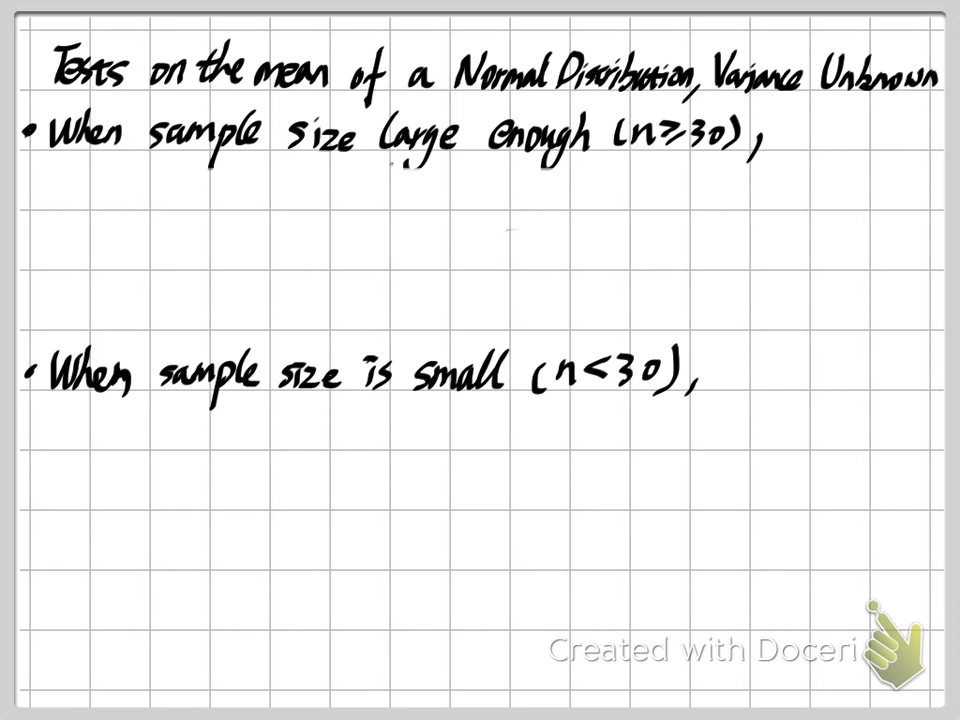 Tests on the mean of a Normal Distribution, Variance Unknown
• When sample size large enough (n≥30),
• When sample size is small (n<30),
Created with Doceri